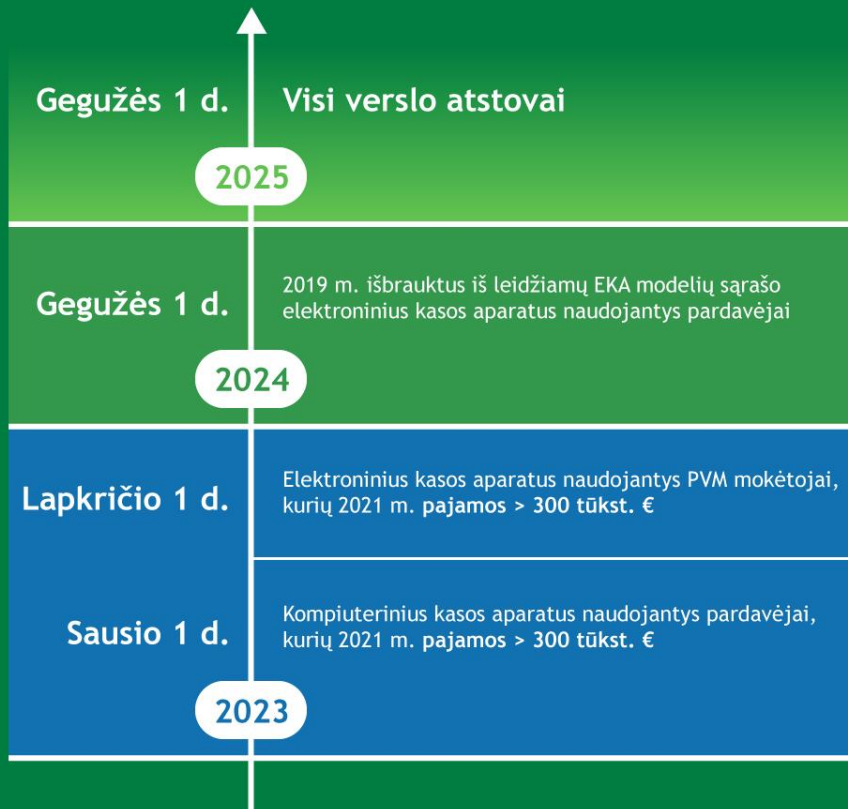 Gegužės 1 d.
Visi verslo atstovai
2025
Gegužės 1 d.
2019 m. išbrauktus iš leidžiamų EKA modelių sąrašo
elektroninius kasos aparatus naudojantys pardavėjai
2024
Lapkričio 1 d.
Elektroninius kasos aparatus naudojantys PVM mokėtojai,
kurių 2021 m. pajamos > 300 tūkst. €
Sausio 1 d.
Kompiuterinius kasos aparatus naudojantys pardavėjai,
kurių 2021 m. pajamos > 300 tūkst. €
2023